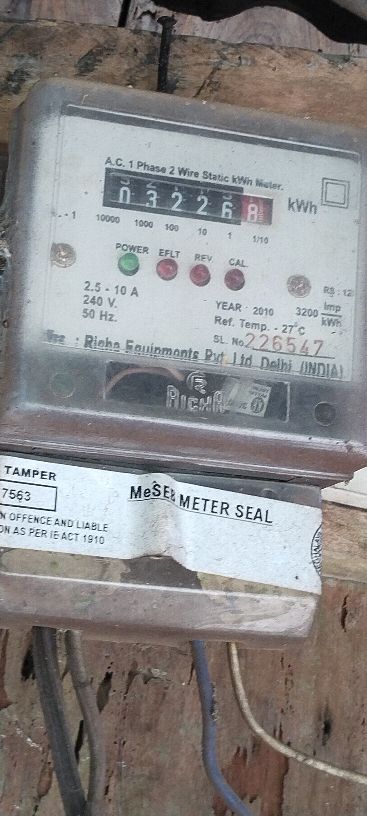 A.C. 1 Phase 2 Wire Static kWh Meter.
0 3 2 2 6 8 kWh
10000 1000 100 10 1 1/10
POWER EFLT REV CAL
2.5 - 10 A
240 V.
50 Hz.
RS : 12
YEAR : 2010 3200 Imp/kWh
Ref. Temp. - 27°C
SL. No 226547
: Richa Equipments Pvt. Ltd. Delhi (INDIA)
RICHA
TAMPER
7563
MeSEB METER SEAL
N OFFENCE AND LIABLE
ON AS PER IE ACT 1910